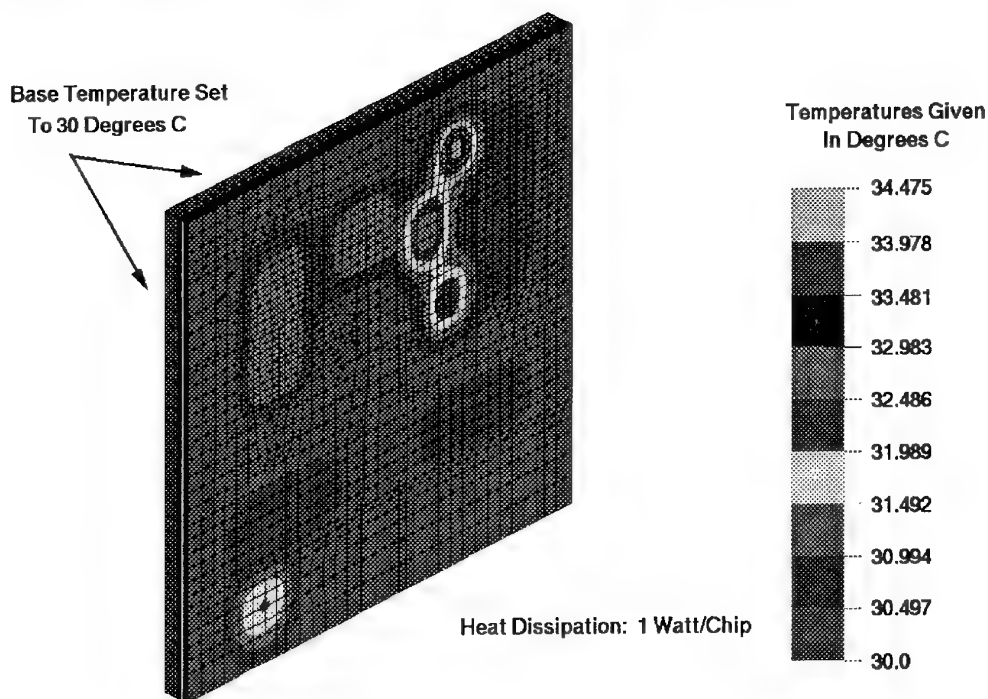 Base Temperature Set
To 30 Degrees C
Temperatures Given
In Degrees C
34.475
33.978
33.481
32.983
32.486
31.989
31.492
30.994
30.497
30.0
Heat Dissipation: 1 Watt/Chip